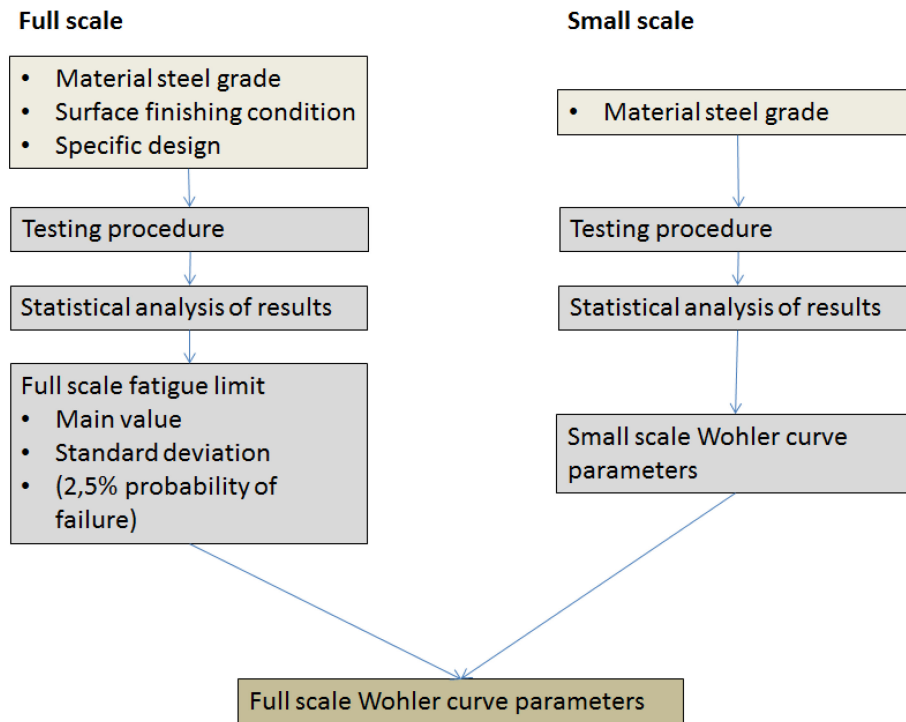 Full scale
• Material steel grade
• Surface finishing condition
• Specific design
Testing procedure
Statistical analysis of results
Full scale fatigue limit
• Main value
• Standard deviation
• (2,5% probability of
failure)
Small scale
• Material steel grade
Testing procedure
Statistical analysis of results
Small scale Wohler curve
parameters
Full scale Wohler curve parameters